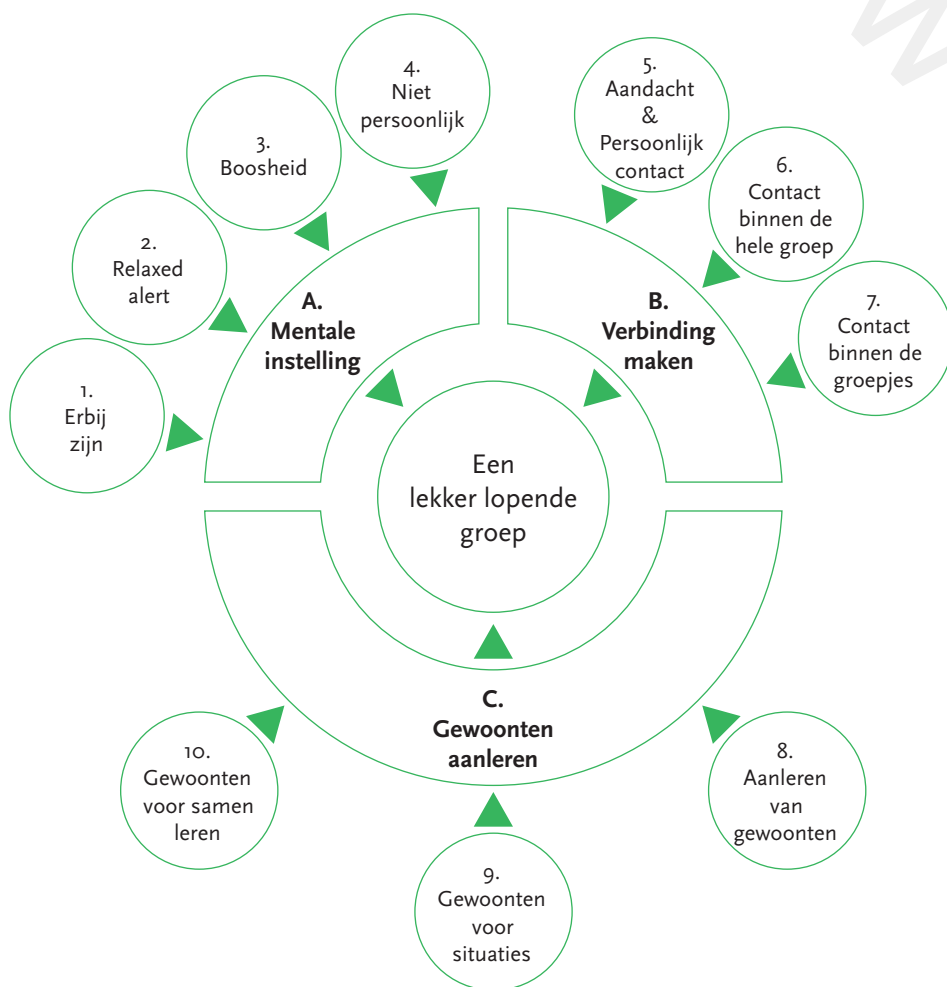 1.
Erbij
zijn
2.
Relaxed
alert
3.
Boosheid
4.
Niet
persoonlijk
A.
Mentale
instelling
5.
Aandacht
&
Persoonlijk
contact
6.
Contact
binnen de
hele groep
7.
Contact
binnen de
groepjes
B.
Verbinding
maken
Een
lekker lopende
groep
C.
Gewoonten
aanleren
8.
Aanleren
van
gewoonten
9.
Gewoonten
voor
situaties
10.
Gewoonten
voor samen
leren